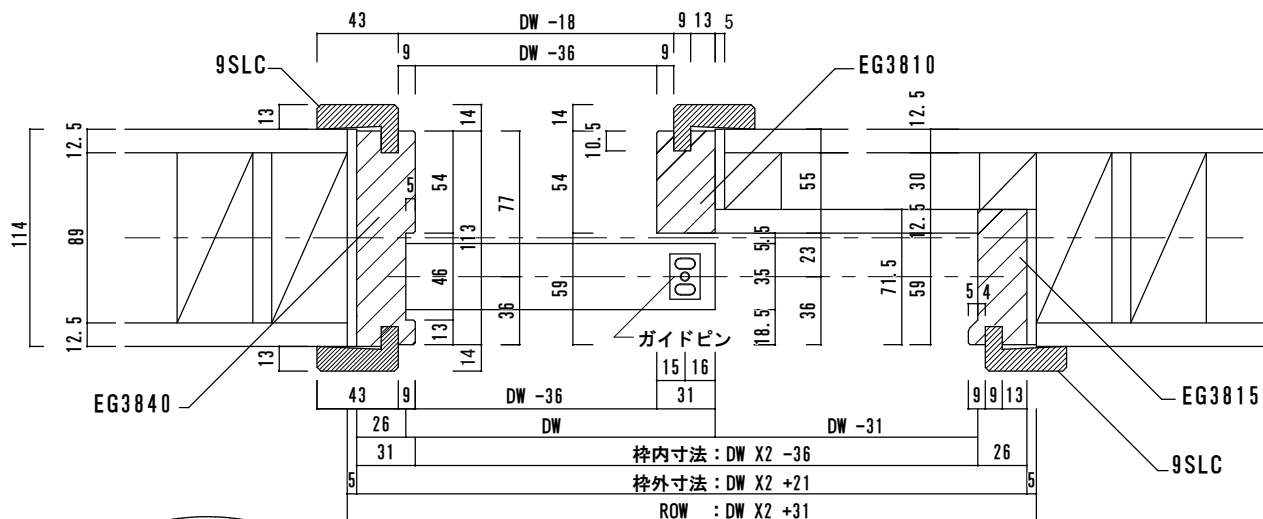 43 DW -18 9 13 5
9 DW -36 9
9SLC EG3810
13 14 14 10.5 12.5
12.5 54 77 54 55 30
5
114 89 113 5.5 12.5
46 36 59 35 23 36 71.5 59
5 4
12.5 13 13 14 18.5
ガイドピン
15 16
EG3840 43 9 DW -36 31 9 9 13 EG3815
26 DW DW -31
31 枠内寸法：DW X2 -36 26 9SLC
5 枠外寸法：DW X2 +21 5
ROW ：DW X2 +31